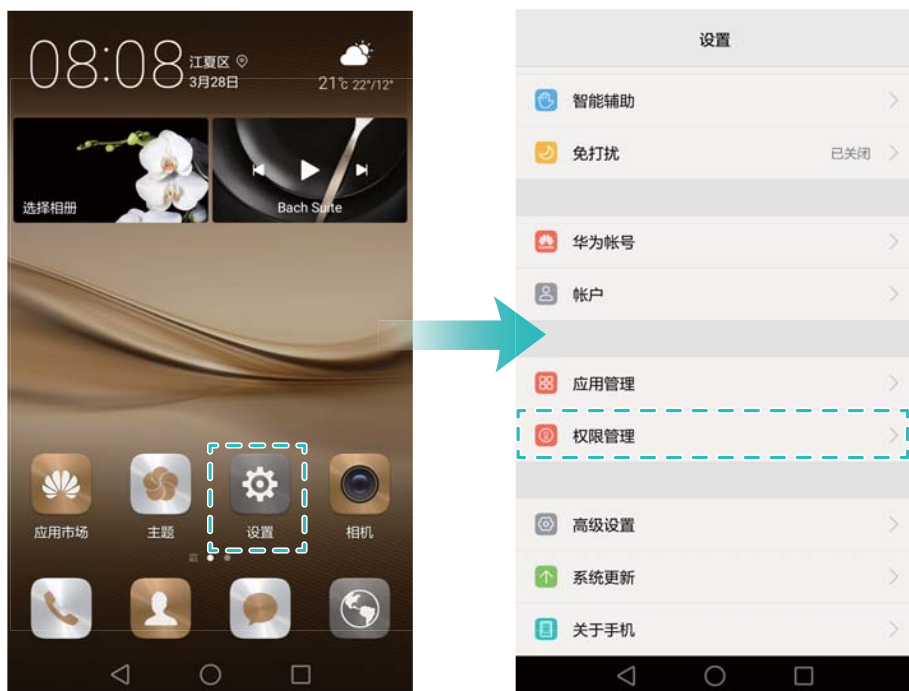 08:08
江夏区
3月28日
21℃ 22°/12°
选择相册
Bach Suite
应用市场
主题
设置
相机
设置
智能辅助
免打扰
已关闭
华为帐号
帐户
应用管理
权限管理
高级设置
系统更新
关于手机